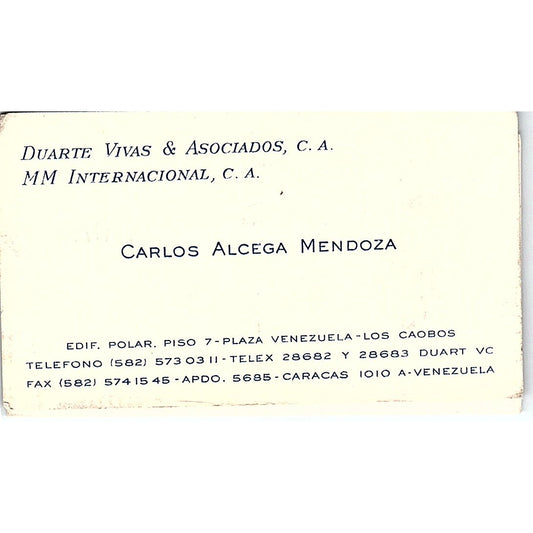 DUARTE VIVAS & ASOCIADOS, C. A.
MM INTERNACIONAL, C. A.
CARLOS ALCEGA MENDOZA
EDIF. POLAR. PISO 7-PLAZA VENEZUELA-LOS CAOBOS
TELEFONO (582) 573 03 11-TELEX 28682 Y 28683 DUART VC
FAX (582) 574 15 45-APDO. 5685-CARACAS 1010 A-VENEZUELA